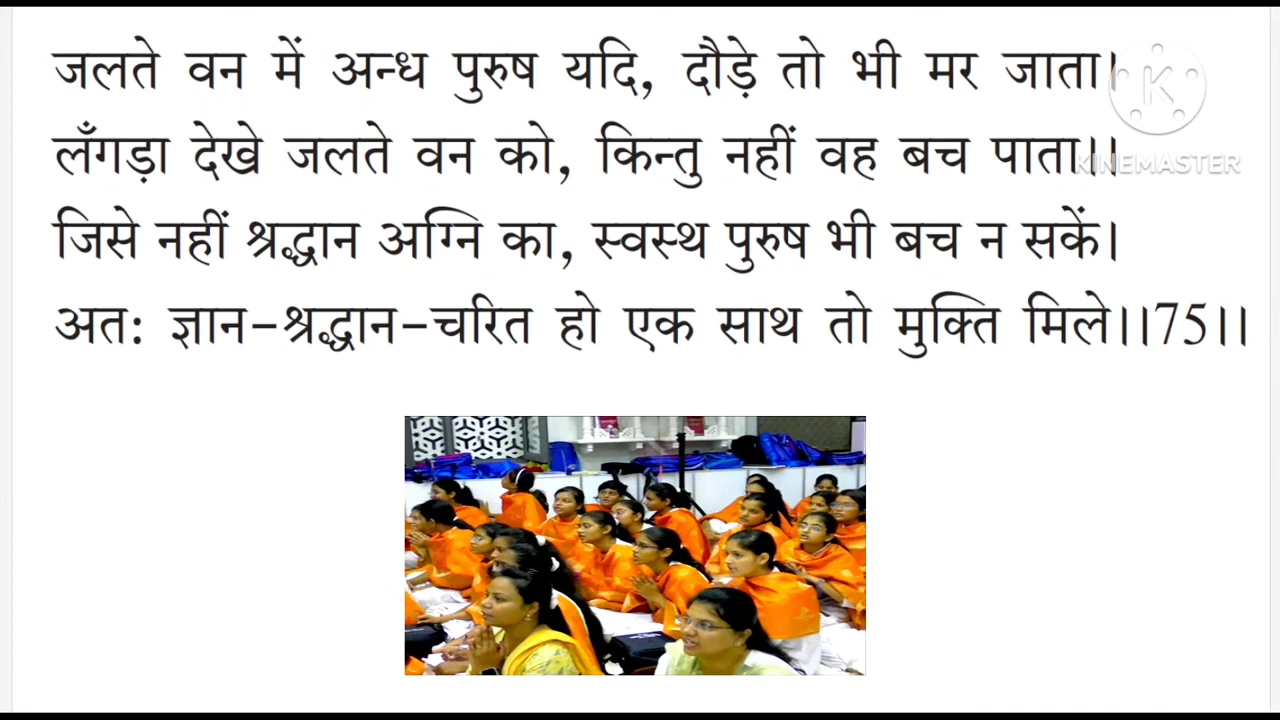 जलते वन में अन्ध पुरुष यदि, दौड़े तो भी मर जाता।
लँगड़ा देखे जलते वन को, किन्तु नहीं वह बच पाता।।
जिसे नहीं श्रद्धान अग्नि का, स्वस्थ पुरुष भी बच न सकें।
अत: ज्ञान-श्रद्धान-चरित हो एक साथ तो मुक्ति मिले।।75।।
K
KINEMASTER